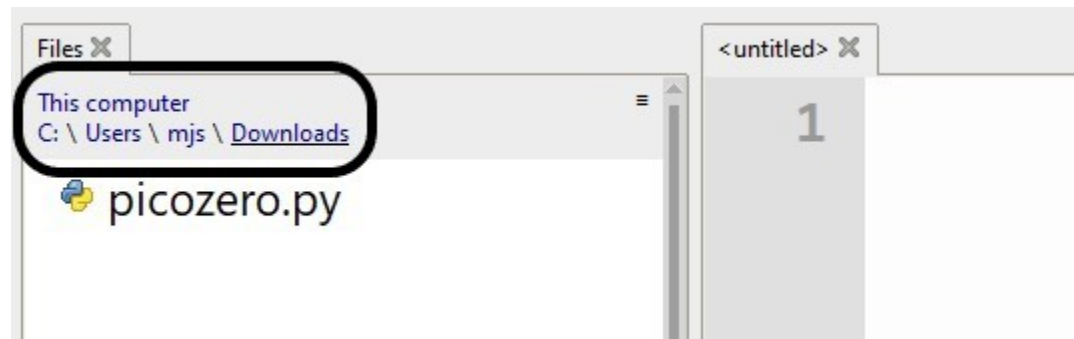 Files
<untitled>
This computer
≡
C: \ Users \ mjs \ Downloads
1
picozero.py